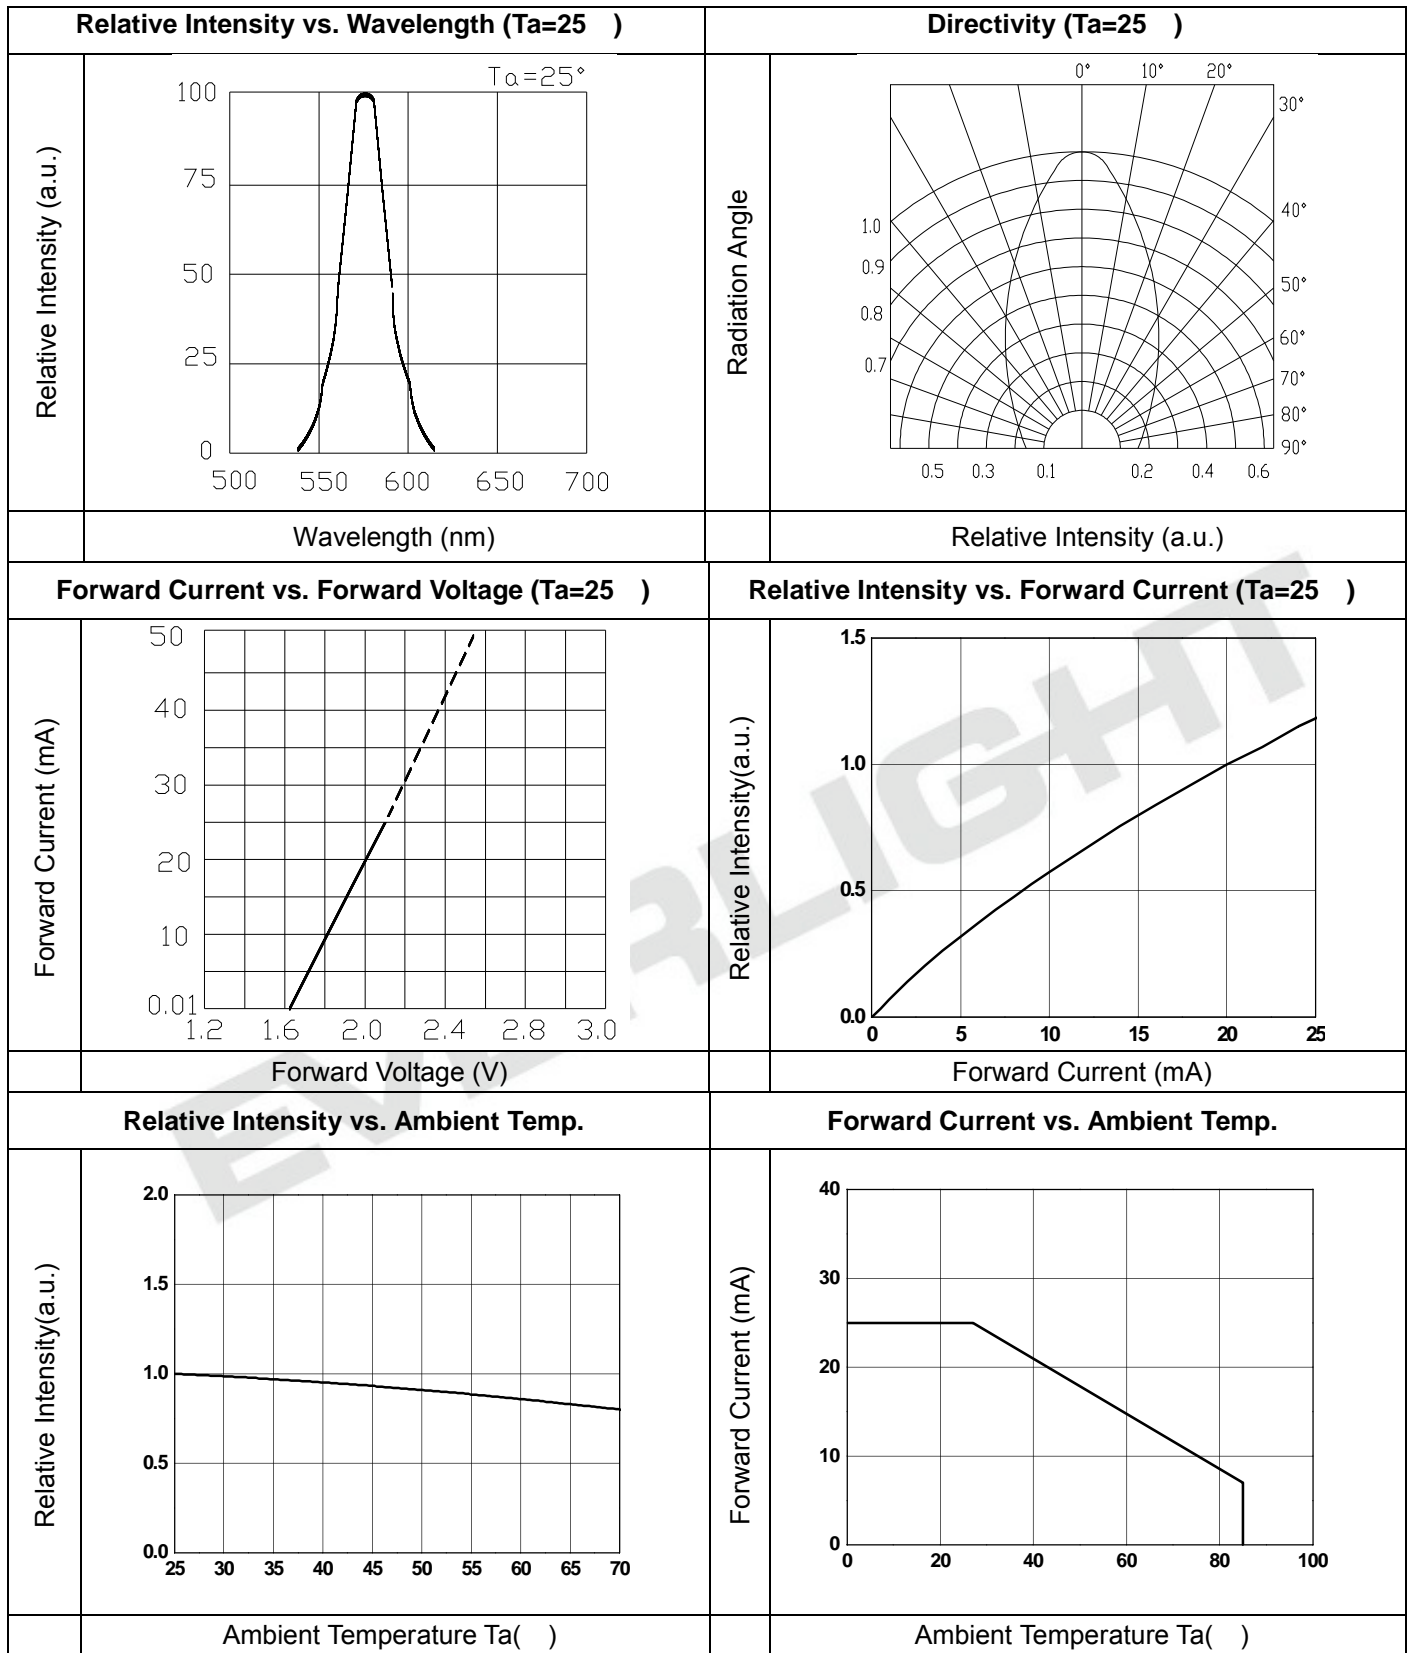 Relative Intensity vs. Wavelength (Ta=25 )
Directivity (Ta=25 )
Relative Intensity (a.u.)
Ta=25°
100
75
50
25
0
500 550 600 650 700
Wavelength (nm)
Radiation Angle
0° 10° 20°
30°
40°
50°
60°
70°
80°
90°
1.0
0.9
0.8
0.7
0.5 0.3 0.1 0.2 0.4 0.6
Relative Intensity (a.u.)
Forward Current vs. Forward Voltage (Ta=25 )
Relative Intensity vs. Forward Current (Ta=25 )
Forward Current (mA)
50
40
30
20
10
0.01
1.2 1.6 2.0 2.4 2.8 3.0
Forward Voltage (V)
Relative Intensity(a.u.)
1.5
1.0
0.5
0.0
0 5 10 15 20 25
Forward Current (mA)
Relative Intensity vs. Ambient Temp.
Forward Current vs. Ambient Temp.
Relative Intensity(a.u.)
2.0
1.5
1.0
0.5
0.0
25 30 35 40 45 50 55 60 65 70
Ambient Temperature Ta( )
Forward Current (mA)
40
30
20
10
0
0 20 40 60 80 100
Ambient Temperature Ta( )
EVERLIGHT